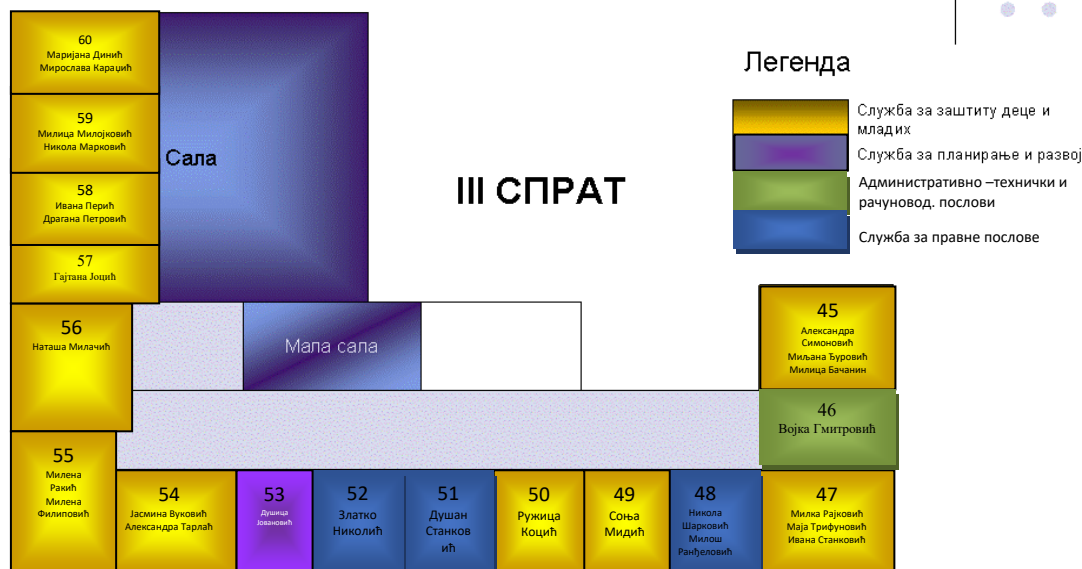 60
Маријана Динић
Мирослава Караџић
59
Милица Милојковић
Никола Марковић
58
Ивана Перић
Драгана Петровић
57
Гајтана Јоцић
Сала
III СПРАТ
Легенда
Служба за заштиту деце и
младих
Служба за планирање и развој
Административно –технички и
рачуновод. послови
Служба за правне послове
56
Наташа Милачић
Мала сала
45
Александра
Симоновић
Миљана Ђуровић
Милица Бачанин
46
Војка Гмитровић
55
Милена
Ракић
Милена
Филиповић
54
Јасмина Вуковић
Александра Тарлаћ
53
Душица
Јовановић
52
Златко
Николић
51
Душан
Станков
ић
50
Ружица
Коцић
49
Соња
Мидић
48
Никола
Шарковић
Милош
Ранђеловић
47
Милка Рајковић
Маја Трифуновић
Ивана Станковић